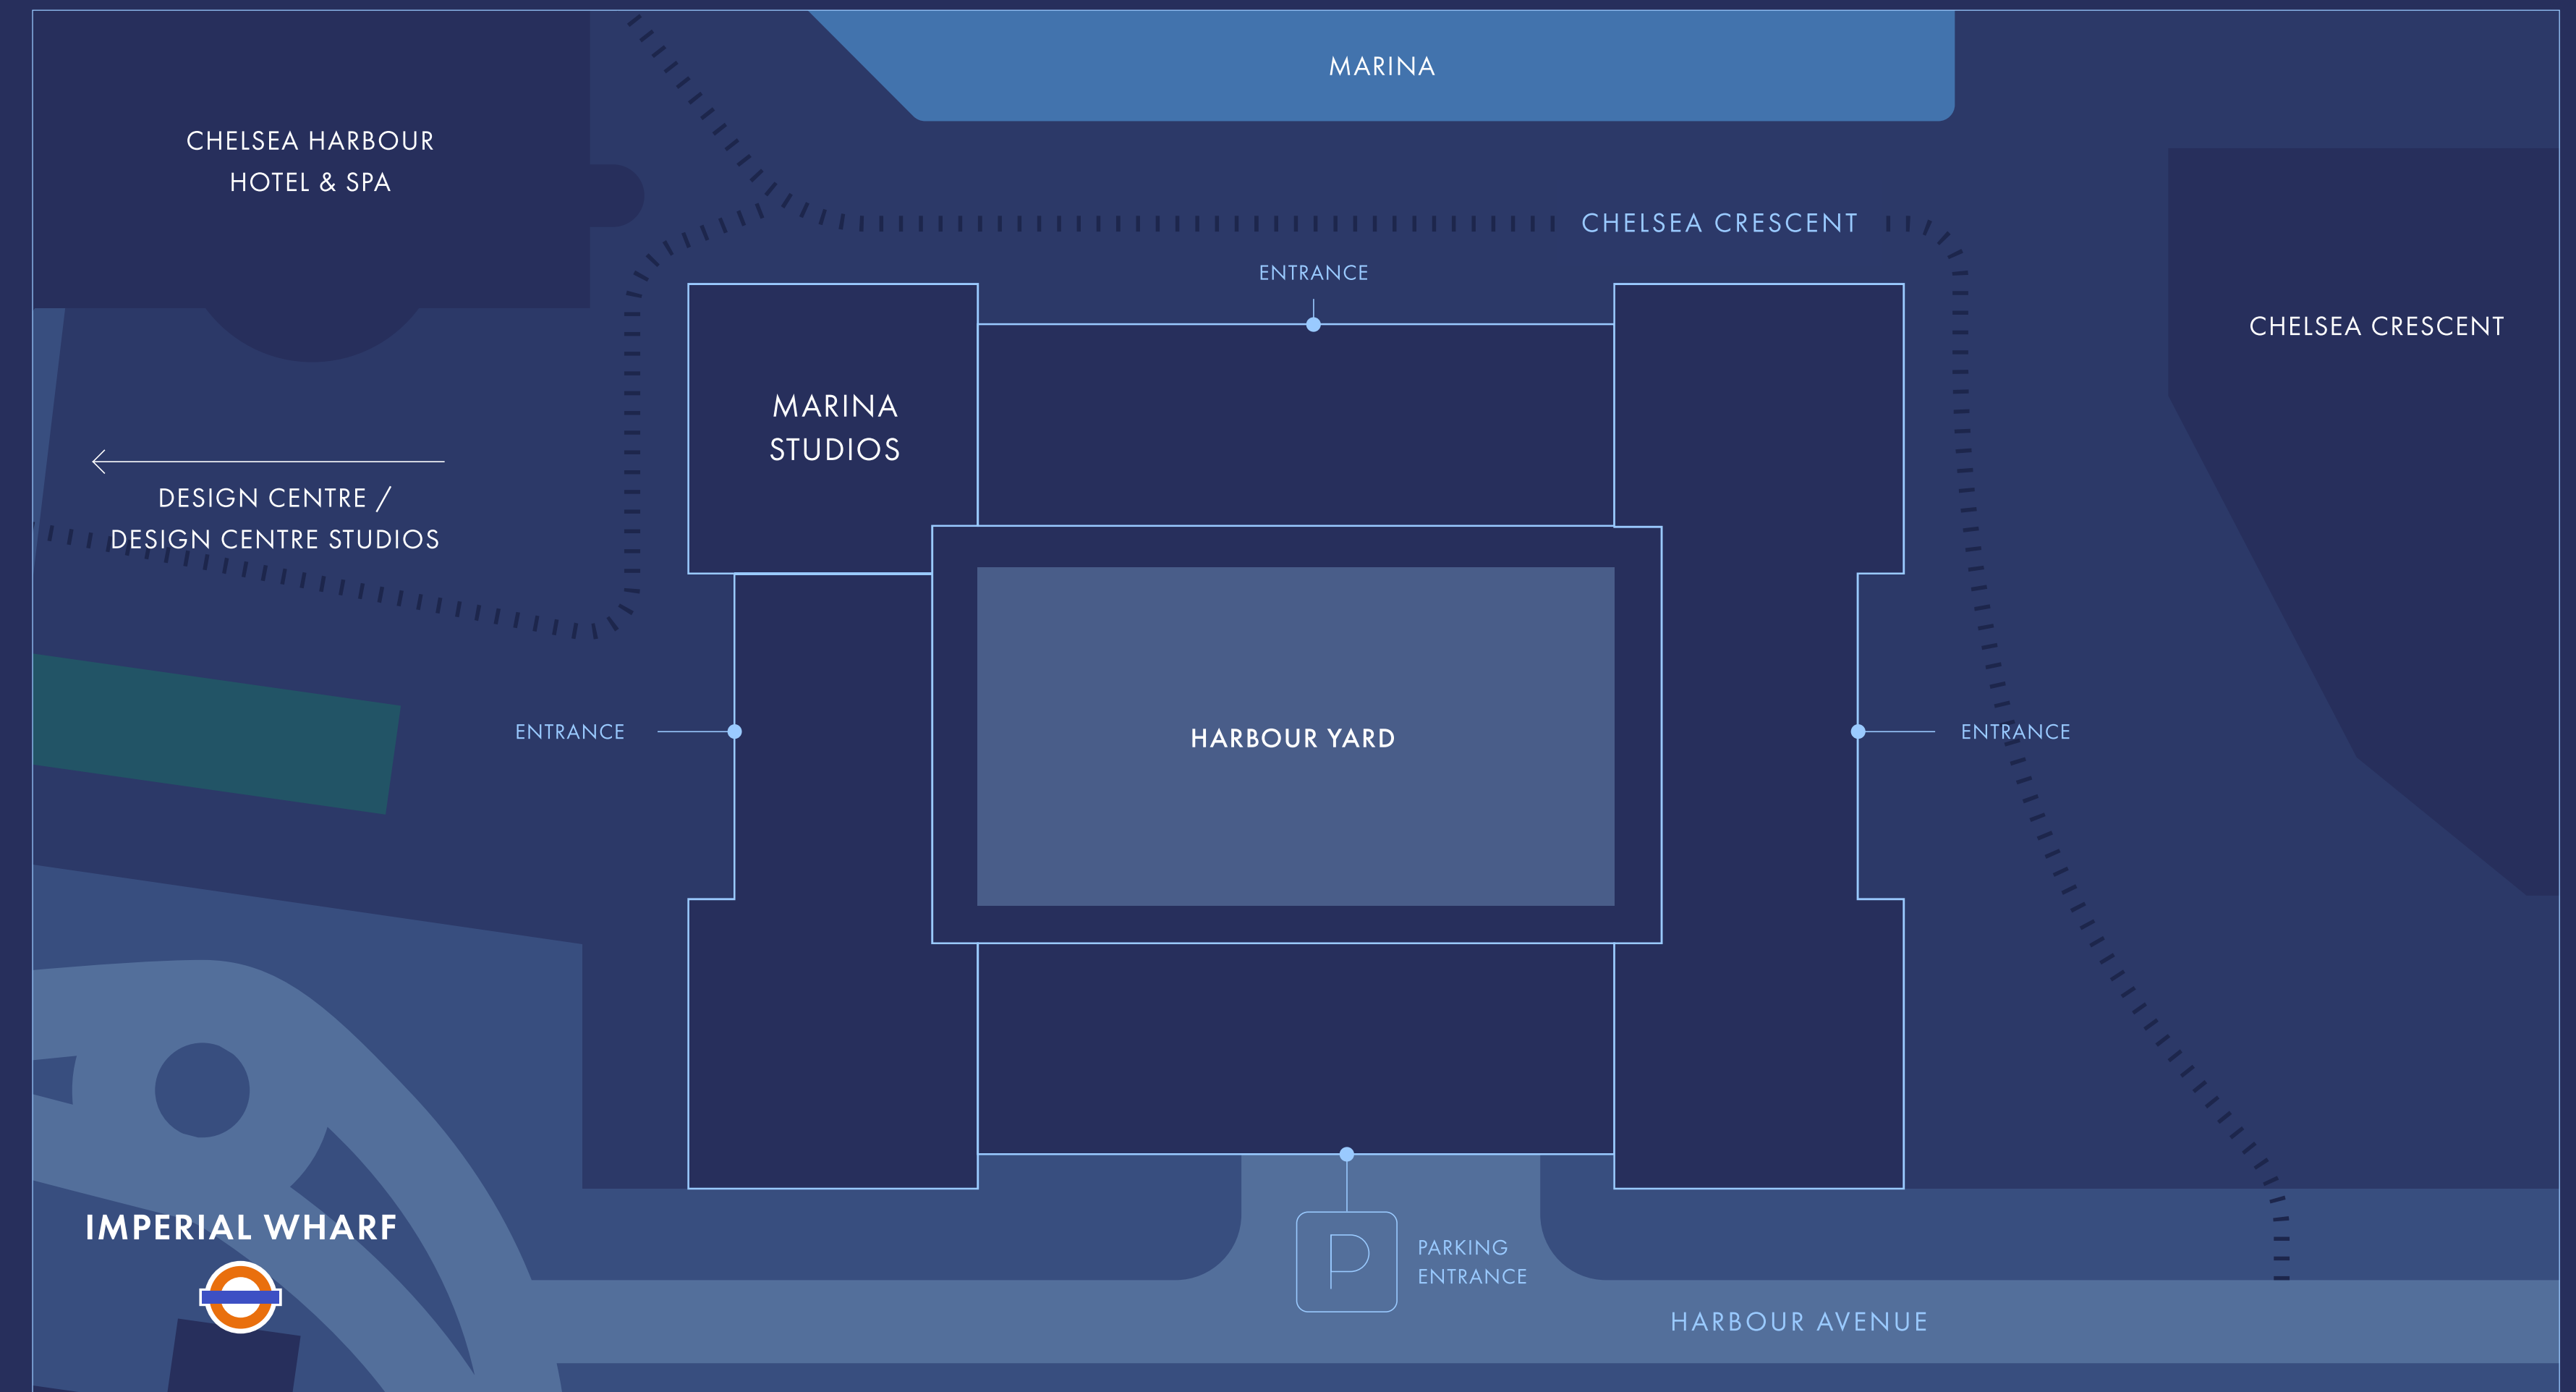 MARINA
CHELSEA HARBOUR
HOTEL & SPA
CHELSEA CRESCENT
ENTRANCE
CHELSEA CRESCENT
MARINA
STUDIOS
DESIGN CENTRE /
DESIGN CENTRE STUDIOS
ENTRANCE
HARBOUR YARD
ENTRANCE
IMPERIAL WHARF
P
PARKING
ENTRANCE
HARBOUR AVENUE